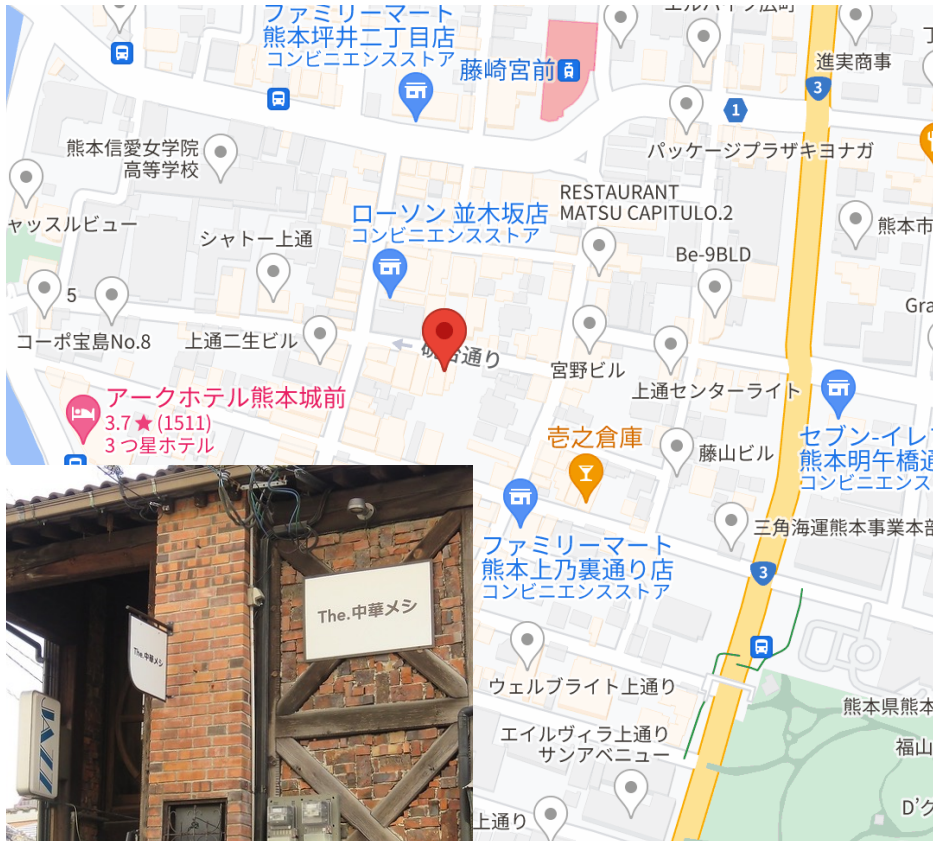 ファミリーマート
熊本坪井二丁目店
コンビニエンスストア
藤崎宮前
進実商事
3
1
熊本信愛女学院
高等学校
パッケージプラザキヨナガ
ャッスルビュー
ローソン 並木坂店
コンビニエンスストア
RESTAURANT
MATSU CAPITULO.2
熊本市
シャトー上通
Be-9BLD
5
Gra
コーポ宝島No.8
上通二生ビル
通り
宮野ビル
上通センターライト
アークホテル熊本城前
3.7 ★ (1511)
3 つ星ホテル
壱之倉庫
藤山ビル
セブン-イレ
熊本明午橋通
コンビニエンス
三角海運熊本事業本部
ファミリーマート
熊本上乃裏通り店
コンビニエンスストア
3
The.中華メシ
The.中華メシ
ウェルブライト上通り
エイルヴィラ上通り
サンアベニュー
熊本県熊本
福山
D'ク
上通り